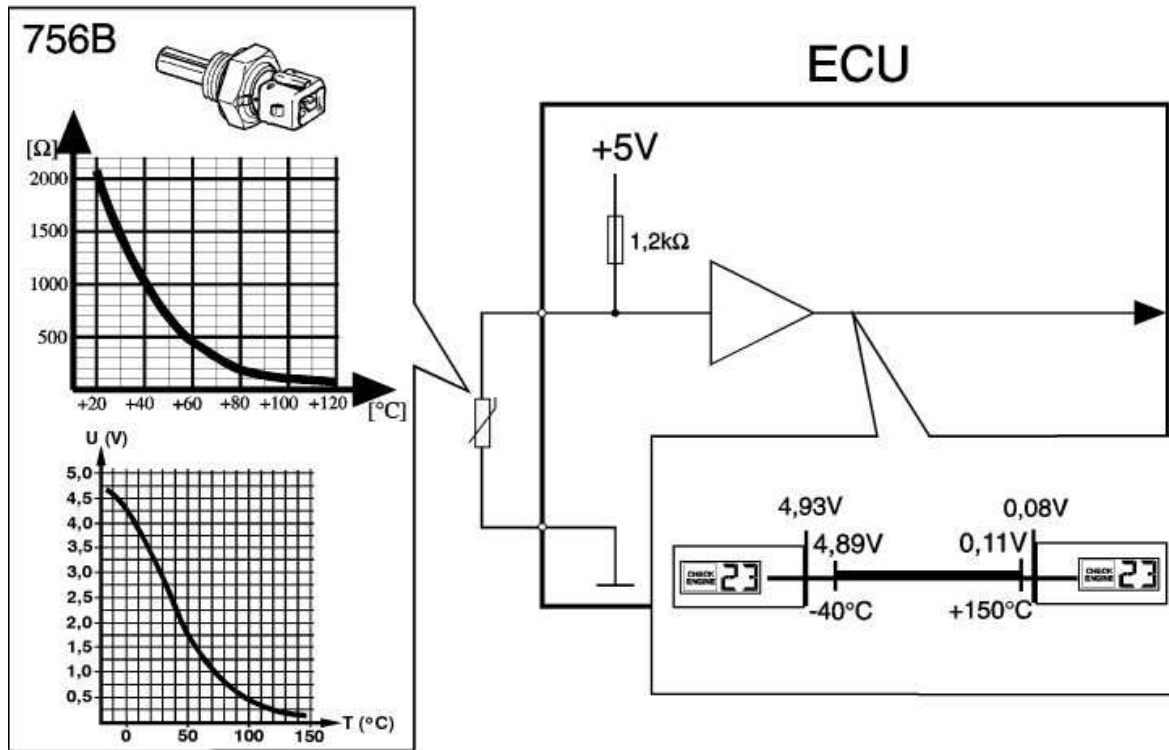 756B
ECU
[Ω]
2000
1500
1000
500
+20 +40 +60 +80 +100 +120
[°C]
+5V
1,2kΩ
U (V)
5,0
4,5
4,0
3,5
3,0
2,5
2,0
1,5
1,0
0,5
0 50 100 150
T (°C)
4,93V
0,08V
4,89V
0,11V
CHECK
ENGINE
23
CHECK
ENGINE
23
-40°C
+150°C